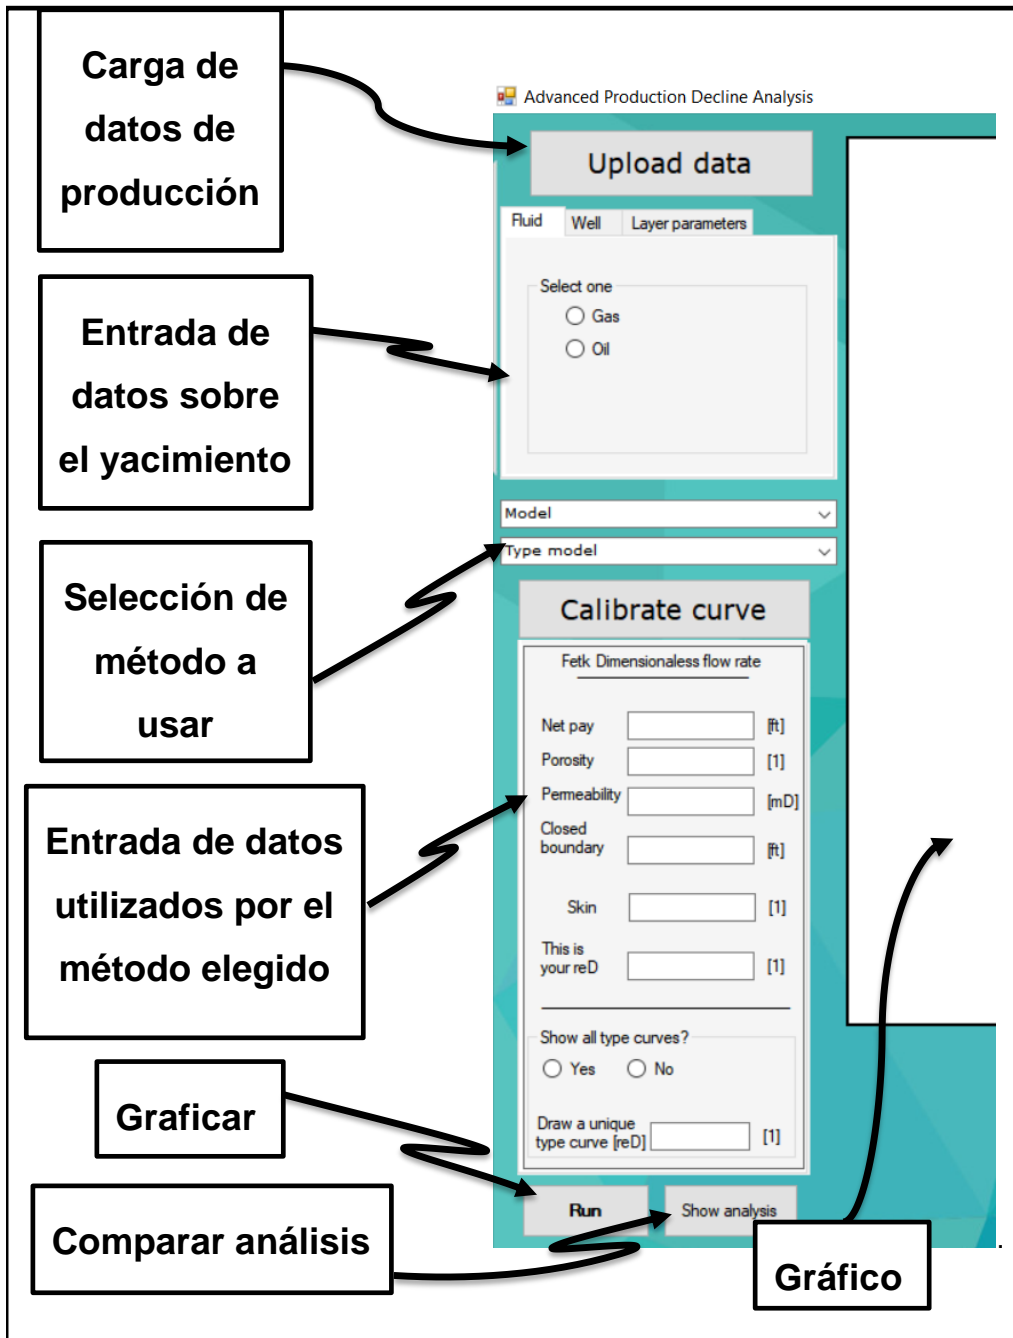 Carga de
datos de
producción
Entrada de
datos sobre
el yacimiento
Selección de
método a
usar
Entrada de datos
utilizados por el
método elegido
Graficar
Comparar análisis
Gráfico
Advanced Production Decline Analysis
Upload data
Fluid Well Layer parameters
Select one
Gas
Oil
Model
Type model
Calibrate curve
Fetk Dimensionaless flow rate
Net pay [ft]
Porosity [1]
Permeability [mD]
Closed
boundary [ft]
Skin [1]
This is
your reD [1]
Show all type curves?
Yes No
Draw a unique
type curve [reD] [1]
Run Show analysis
.